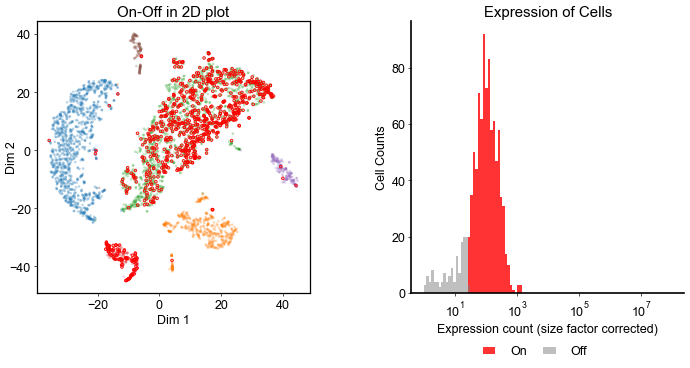 On-Off in 2D plot
Expression of Cells
40
20
0
−20
−40
Dim 2
−20
0
20
40
Dim 1
80
60
40
20
0
Cell Counts
10^1
10^3
10^5
10^7
Expression count (size factor corrected)
On
Off